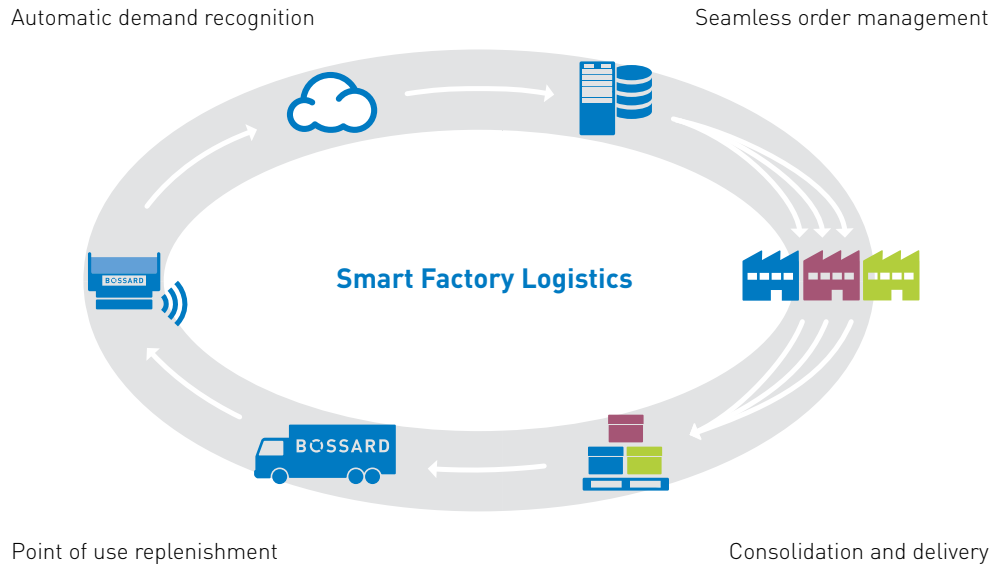 Automatic demand recognition
Seamless order management
BOSSARD
Smart Factory Logistics
BOSSARD
Point of use replenishment
Consolidation and delivery